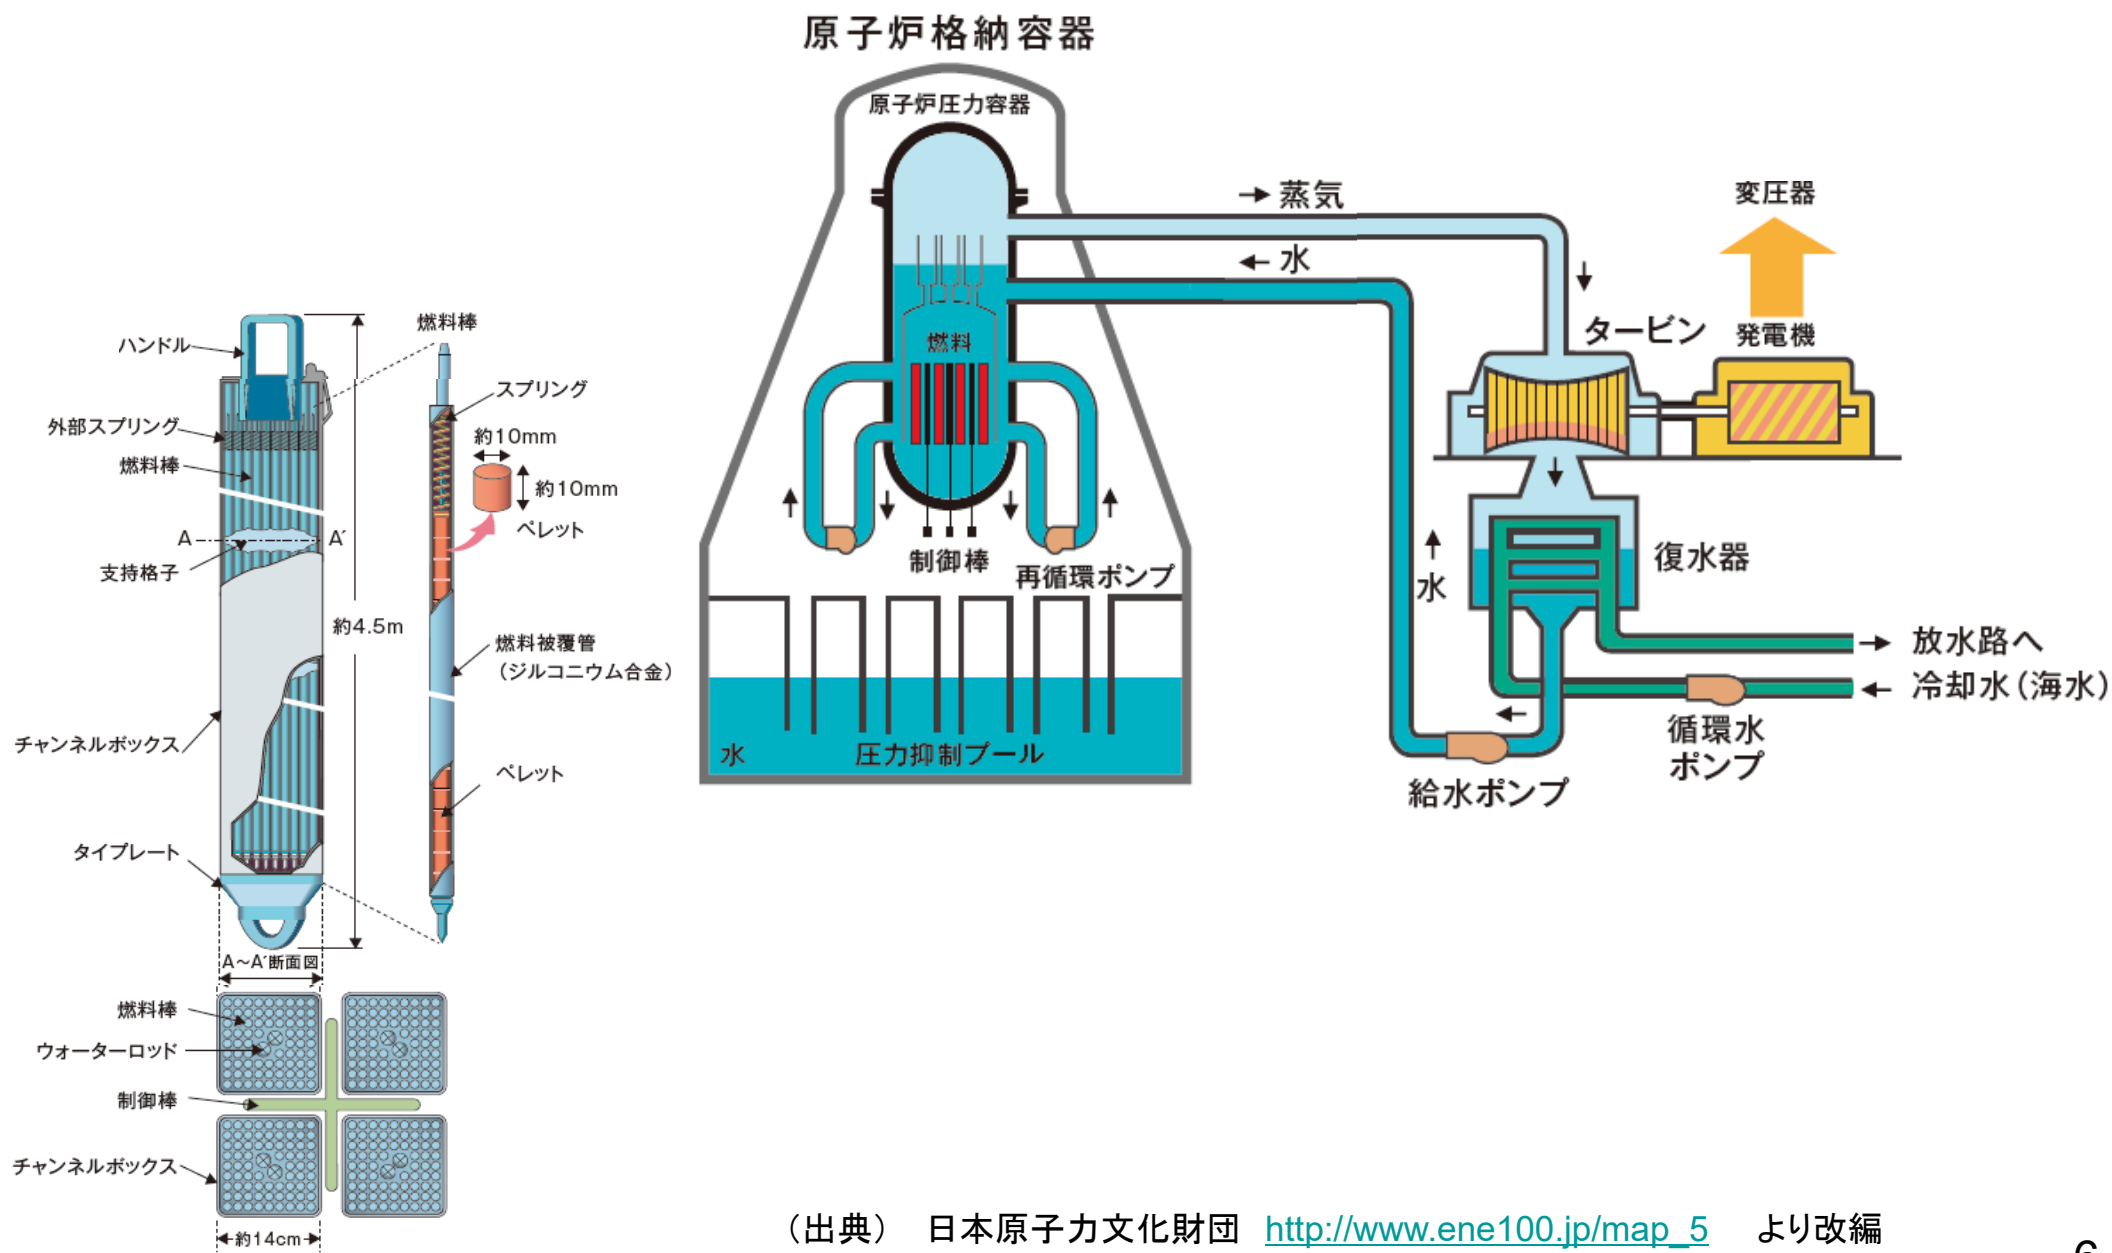 原子炉格納容器
原子炉圧力容器
→ 蒸気
← 水
変圧器
発電機
タービン
燃料
制御棒
再循環ポンプ
水
復水器
→ 放水路へ
← 冷却水（海水）
循環水
ポンプ
給水ポンプ
水
圧力抑制プール
ハンドル
外部スプリング
燃料棒
A
A´
支持格子
約4.5m
チャンネルボックス
タイプレート
燃料棒
スプリング
約10mm
約10mm
ペレット
燃料被覆管
（ジルコニウム合金）
ペレット
A～A´断面図
燃料棒
ウォーターロッド
制御棒
チャンネルボックス
約14cm
（出典） 日本原子力文化財団 http://www.ene100.jp/map_5 より改編